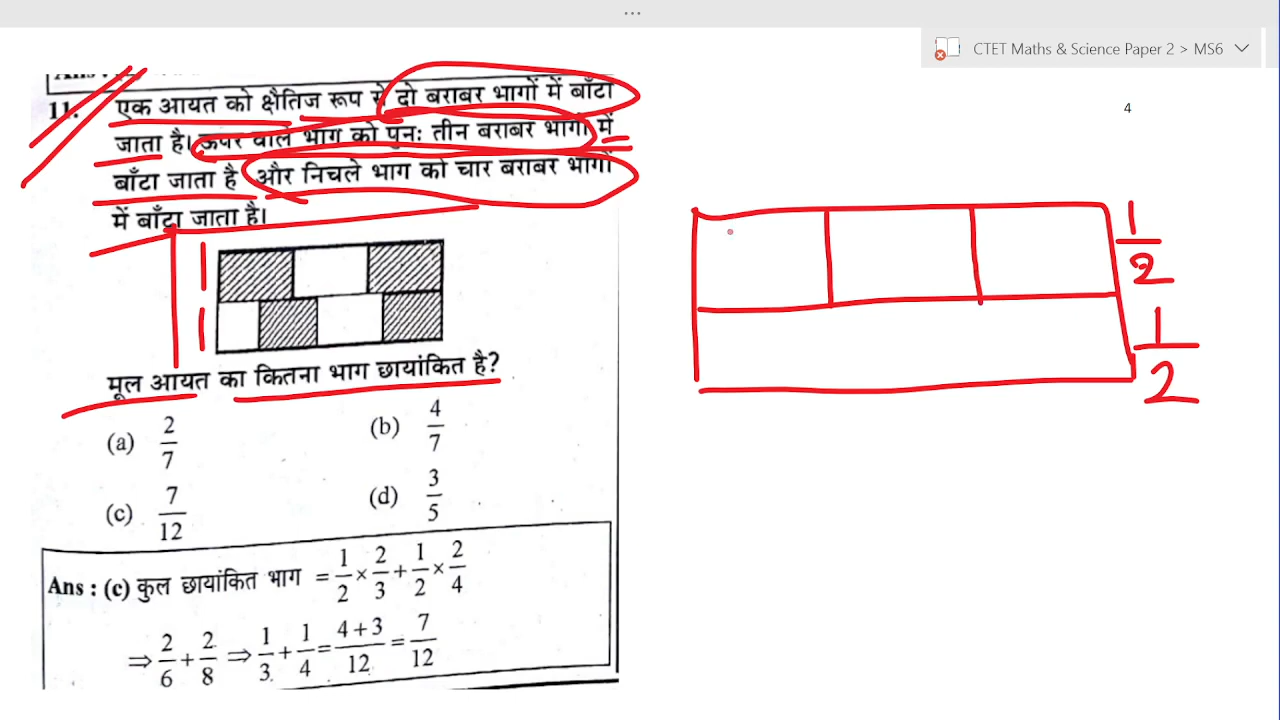 ...
CTET Maths & Science Paper 2 > MS6
4
11. एक आयत को क्षैतिज रूप से दो बराबर भागों में बाँटा
जाता है। ऊपर वाले भाग को पुनः तीन बराबर भागों में
बाँटा जाता है और निचले भाग को चार बराबर भागों
में बाँटा जाता है।
मूल आयत का कितना भाग छायांकित है?
(a) 2/7
(b) 4/7
(c) 7/12
(d) 3/5
Ans : (c) कुल छायांकित भाग = 1/2 × 2/3 + 1/2 × 2/4
⇒ 2/6 + 2/8 ⇒ 1/3 + 1/4 = 4+3/12 = 7/12
1/2
1/2